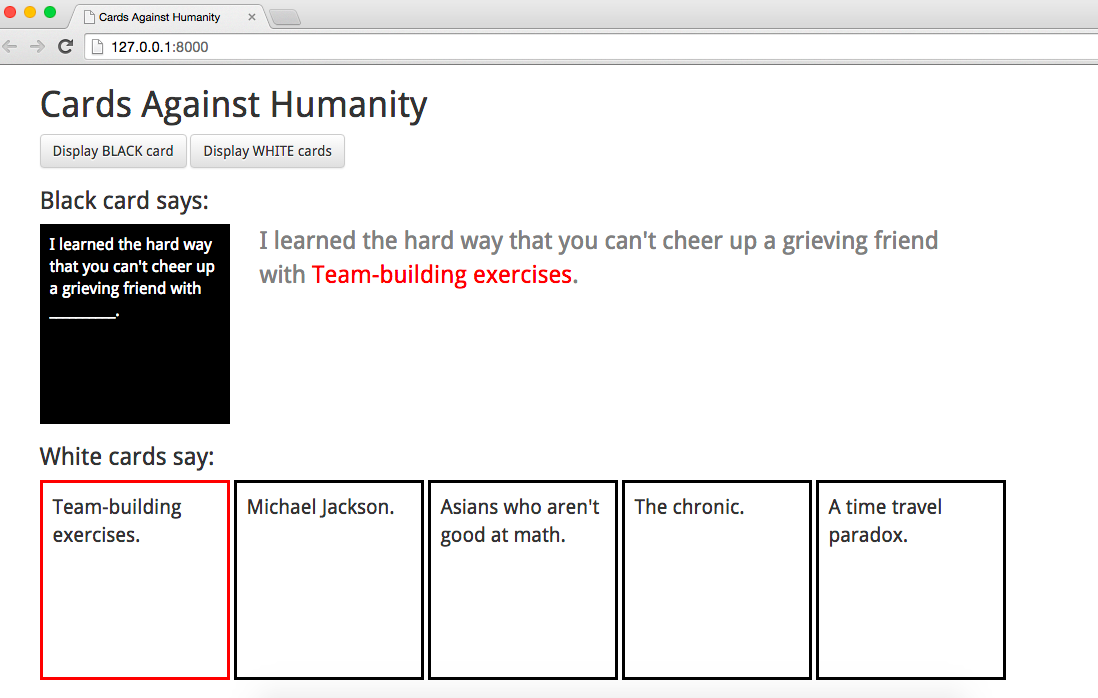 Cards Against Humanity
127.0.0.1:8000
Cards Against Humanity
Display BLACK card Display WHITE cards
Black card says:
I learned the hard way
that you can't cheer up
a grieving friend with
________.
I learned the hard way that you can't cheer up a grieving friend
with Team-building exercises.
White cards say:
Team-building
exercises.
Michael Jackson.
Asians who aren't
good at math.
The chronic.
A time travel
paradox.